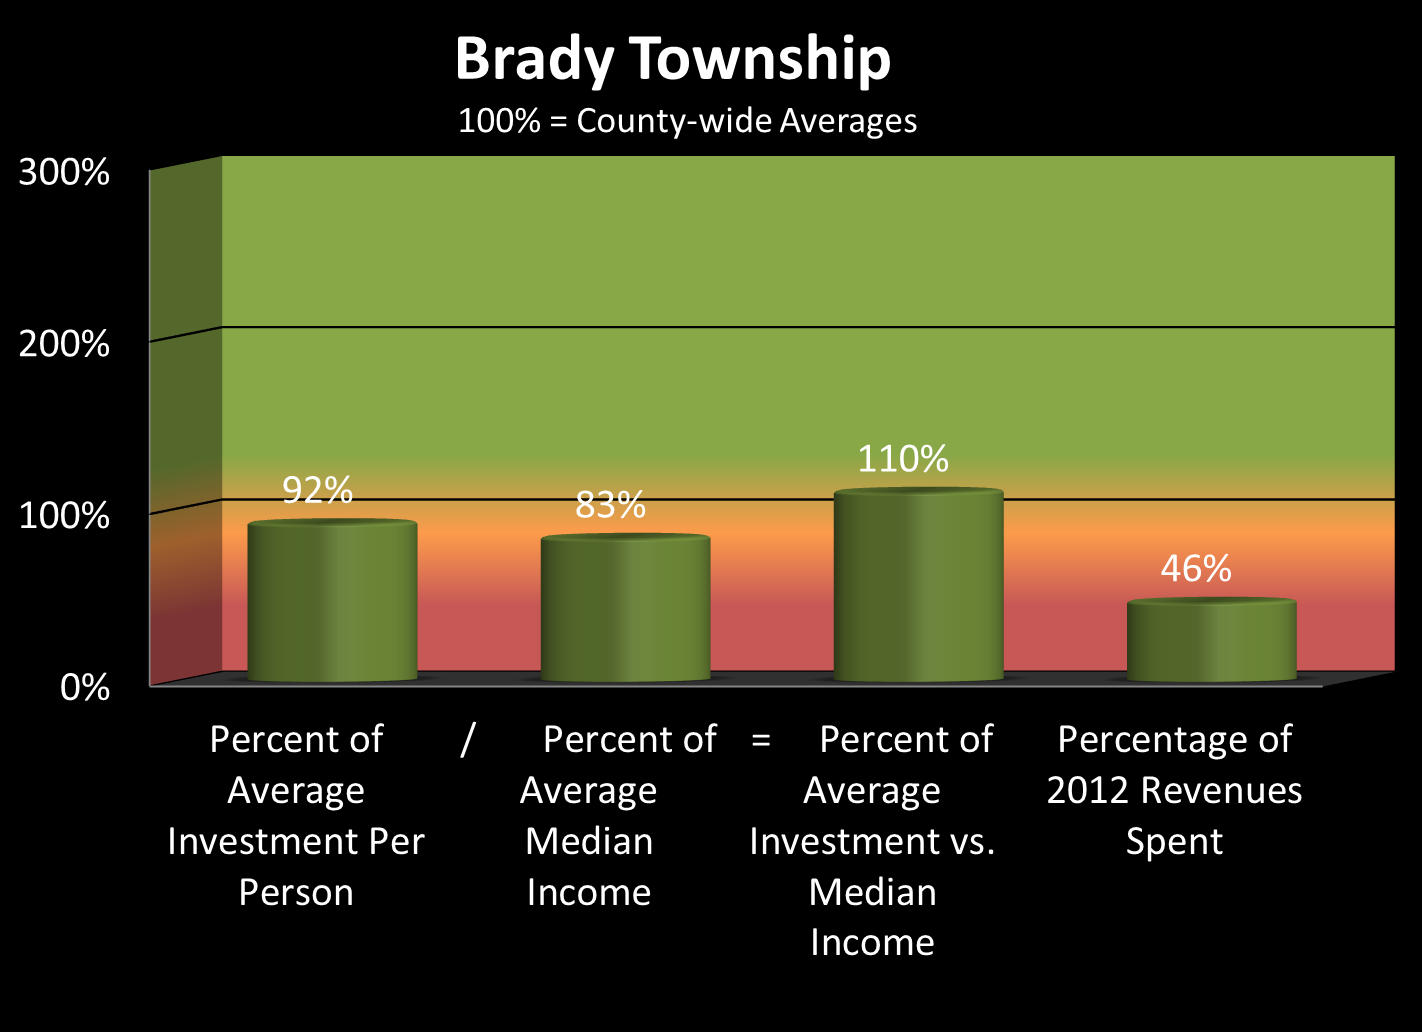 Brady Township
100% = County-wide Averages
300%
200%
100%
0%
92%
83%
110%
46%
Percent of
Average
Investment Per
Person
/
Percent of
Average
Median
Income
=
Percent of
Average
Investment vs.
Median
Income
Percentage of
2012 Revenues
Spent